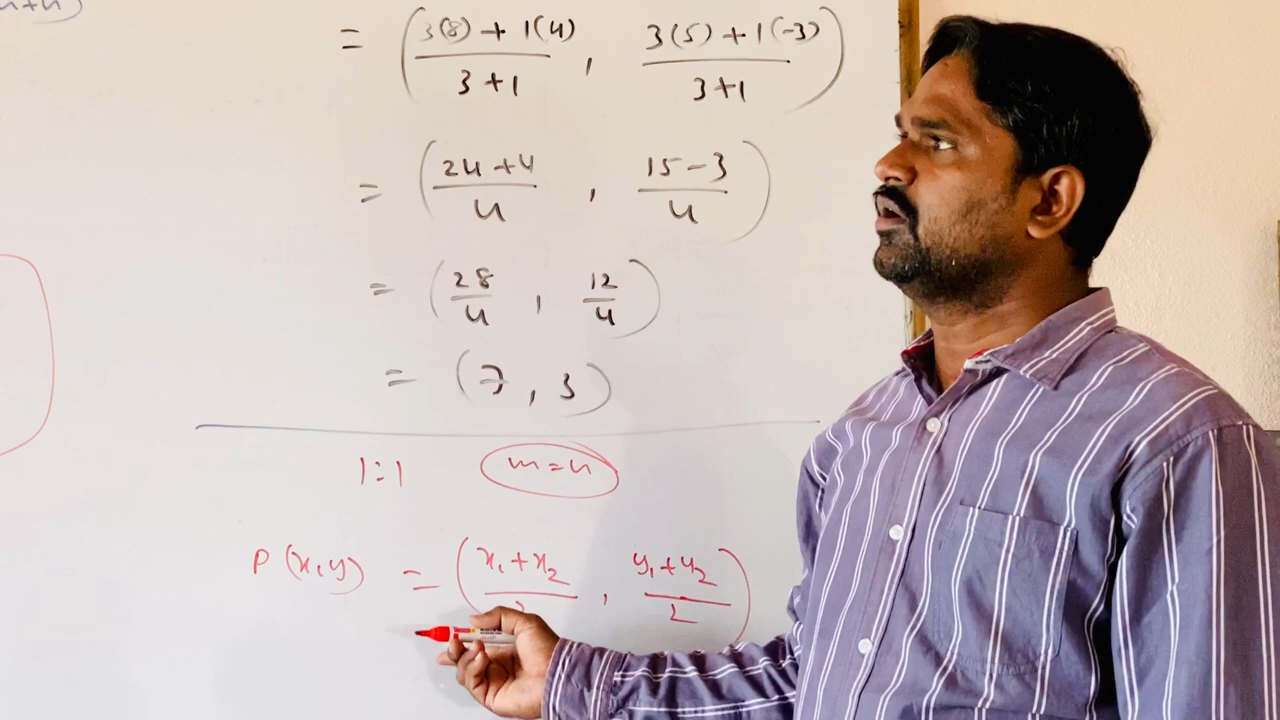 = ( 3(8) + 1(4) / 3+1 , 3(5) + 1(-3) / 3+1 )
= ( 24+4 / 4 , 15-3 / 4 )
= ( 28 / 4 , 12 / 4 )
= ( 7 , 3 )
1:1 m=n
P(x,y) = ( x₁+x₂ / 2 , y₁+y₂ / 2 )